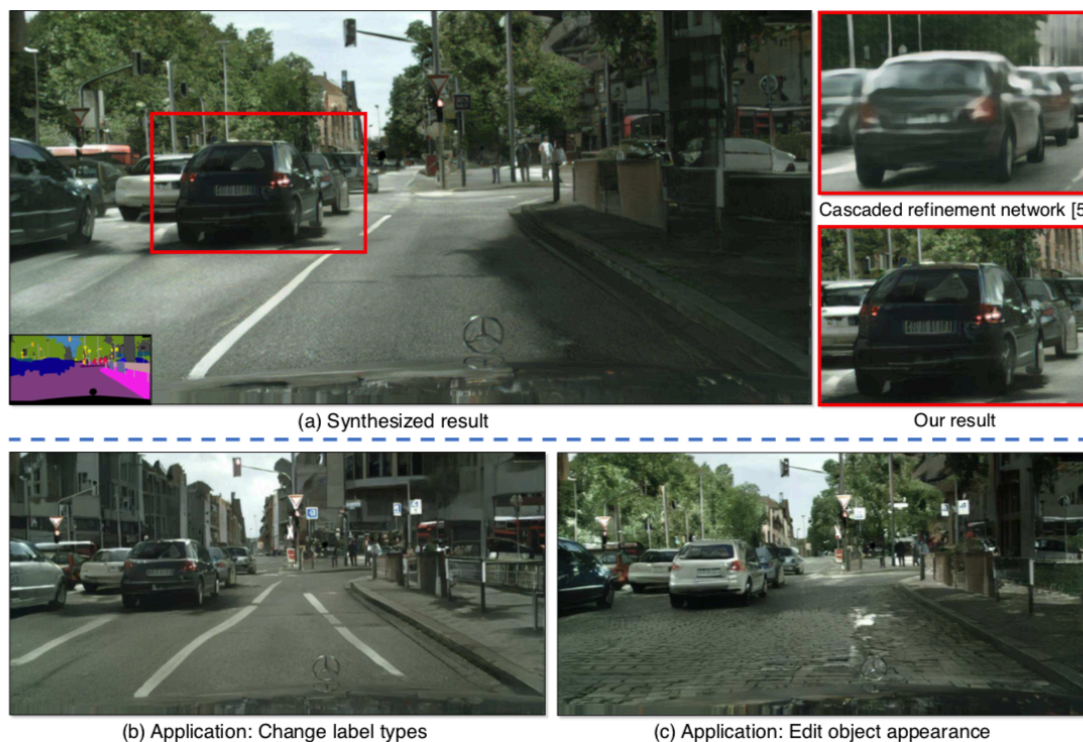 Cascaded refinement network [5
(a) Synthesized result
Our result
(b) Application: Change label types
(c) Application: Edit object appearance